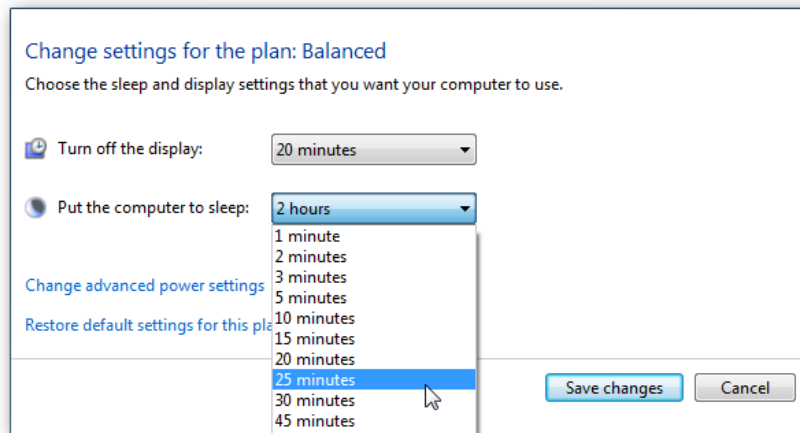 Change settings for the plan: Balanced
Choose the sleep and display settings that you want your computer to use.
Turn off the display: 20 minutes
Put the computer to sleep: 2 hours
1 minute
2 minutes
3 minutes
5 minutes
Change advanced power settings
10 minutes
Restore default settings for this pla
15 minutes
20 minutes
25 minutes
30 minutes
45 minutes
Save changes Cancel